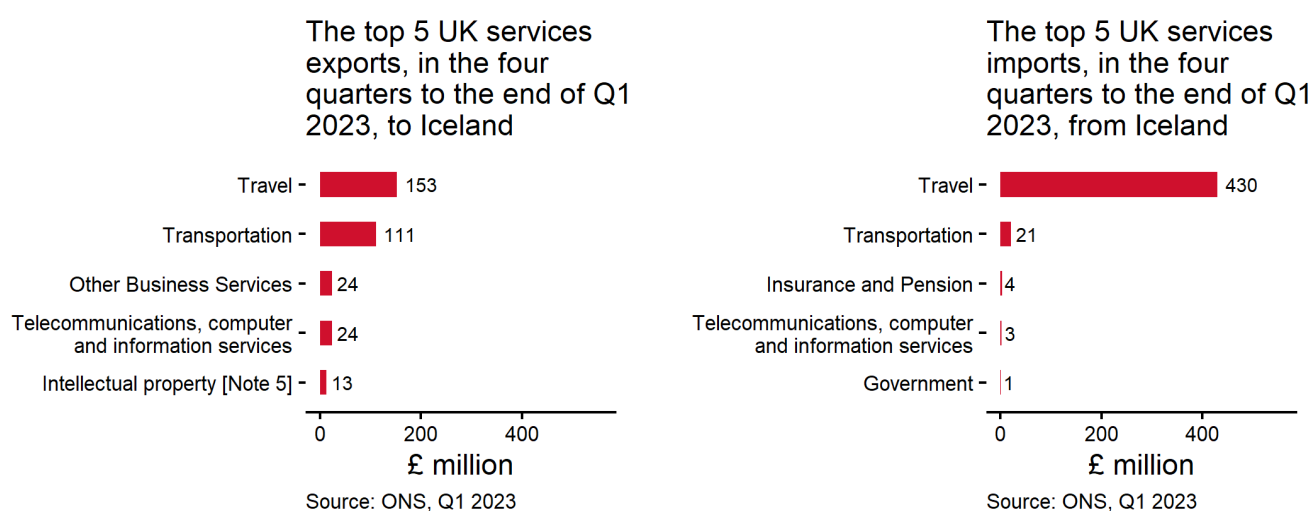 The top 5 UK services
exports, in the four
quarters to the end of Q1
2023, to Iceland
Travel
153
Transportation
111
Other Business Services
24
Telecommunications, computer
and information services
24
Intellectual property [Note 5]
13
0 200 400
£ million
Source: ONS, Q1 2023
The top 5 UK services
imports, in the four
quarters to the end of Q1
2023, from Iceland
Travel
430
Transportation
21
Insurance and Pension
4
Telecommunications, computer
and information services
3
Government
1
0 200 400
£ million
Source: ONS, Q1 2023